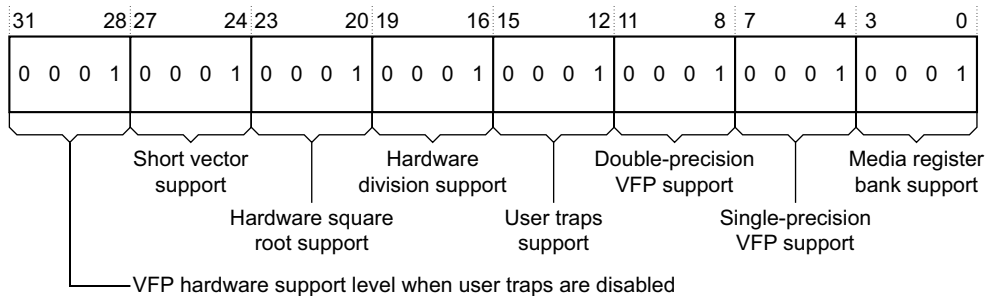 31 28 27 24 23 20 19 16 15 12 11 8 7 4 3 0
0 0 0 1 0 0 0 1 0 0 0 1 0 0 0 1 0 0 0 1 0 0 0 1 0 0 0 1 0 0 0 1
Short vector
support
Hardware
division support
Double-precision
VFP support
Media register
bank support
Hardware square
root support
User traps
support
Single-precision
VFP support
VFP hardware support level when user traps are disabled